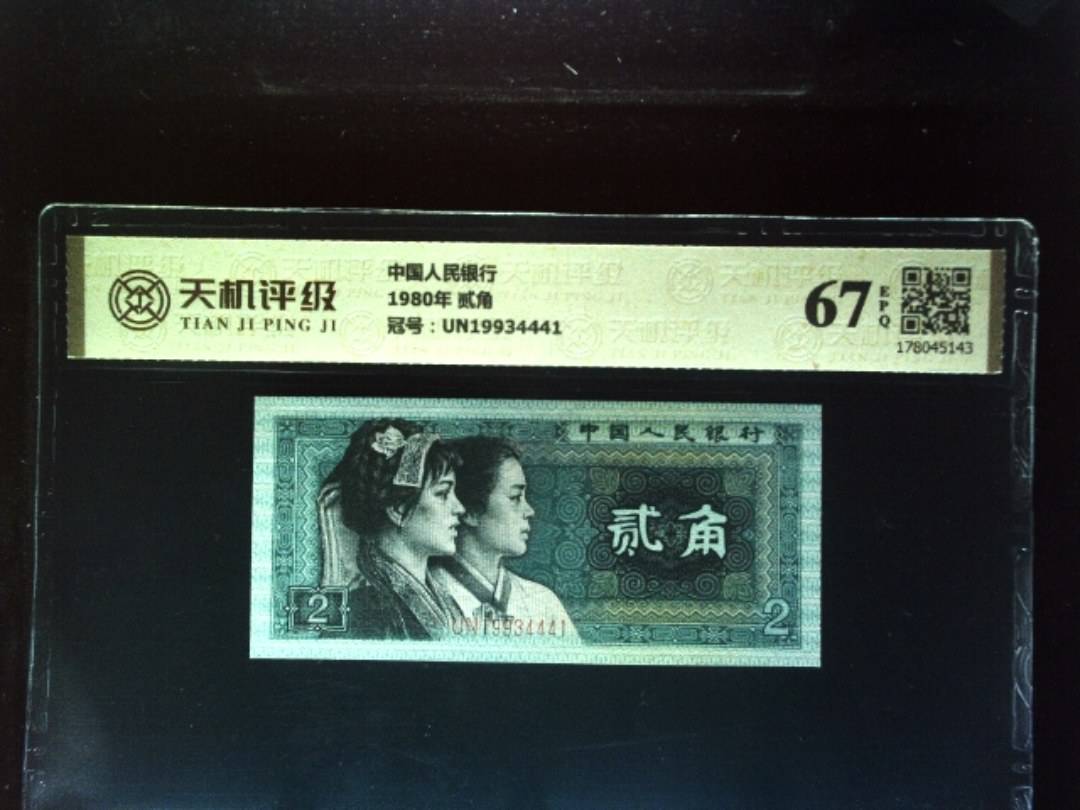 天机评级
TIAN JI PING JI
中国人民银行
1980年 贰角
冠号：UN19934441
67
EPQ
178045143
中国人民银行
贰角
2
2
UN19934441